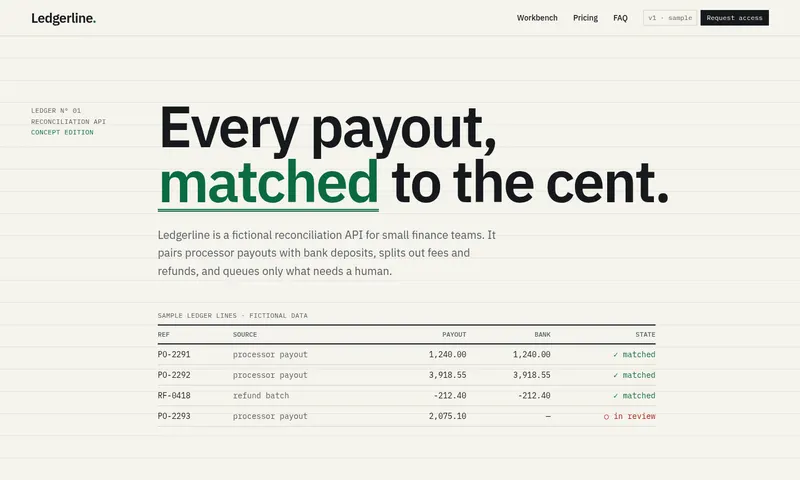 Ledgerline.
Workbench Pricing FAQ v1 · sample Request access
LEDGER Nº 01
RECONCILIATION API
CONCEPT EDITION
Every payout,
matched to the cent.
Ledgerline is a fictional reconciliation API for small finance teams. It
pairs processor payouts with bank deposits, splits out fees and
refunds, and queues only what needs a human.
SAMPLE LEDGER LINES · FICTIONAL DATA
REF SOURCE PAYOUT BANK STATE
PO-2291 processor payout 1,240.00 1,240.00 ✓ matched
PO-2292 processor payout 3,918.55 3,918.55 ✓ matched
RF-0418 refund batch -212.40 -212.40 ✓ matched
PO-2293 processor payout 2,075.10 — ○ in review